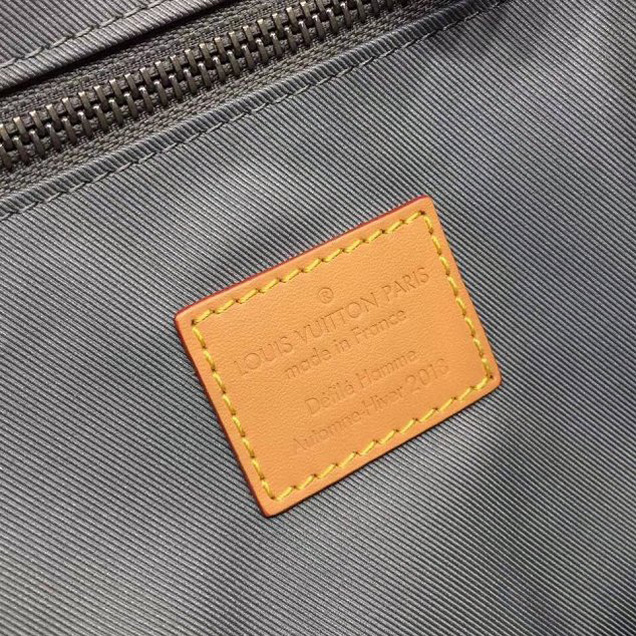 ®
LOUIS VUITTON PARIS
made in France
Défilé Homme
Automne-Hiver 2018